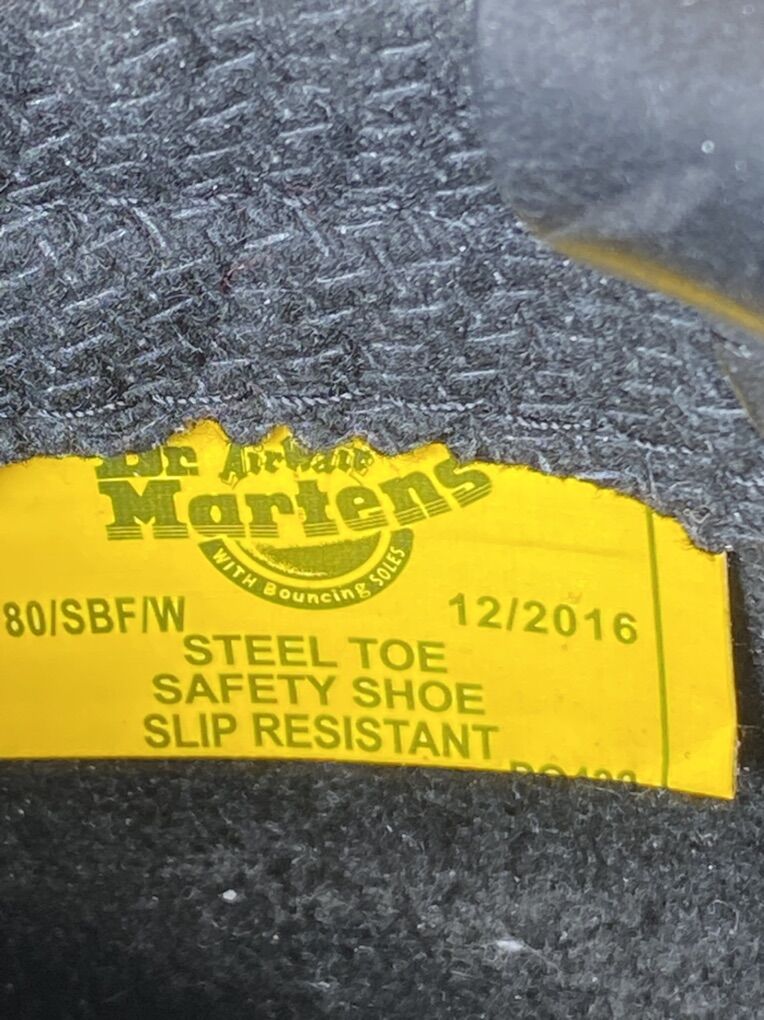 Dr. AirWair
Martens
WITH Bouncing SOLES
80/SBF/W 12/2016
STEEL TOE
SAFETY SHOE
SLIP RESISTANT